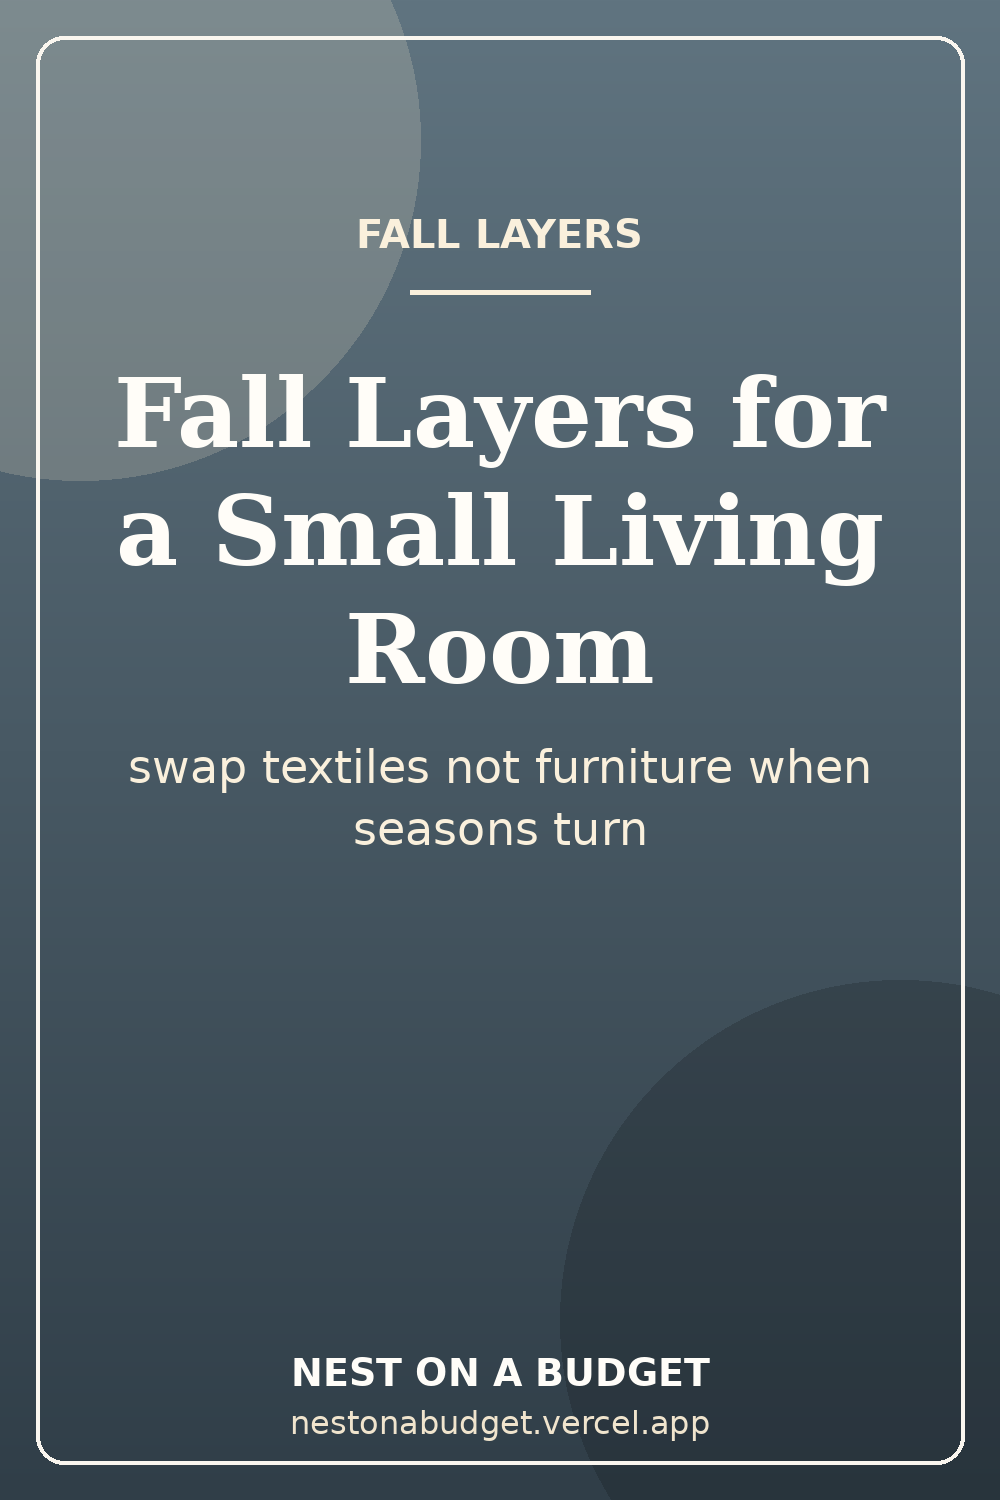 FALL LAYERS
Fall Layers for
a Small Living
Room
swap textiles not furniture when
seasons turn
NEST ON A BUDGET
nestonabudget.vercel.app